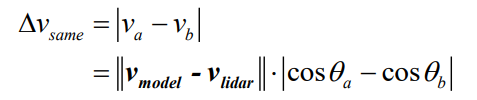 Δv_same = |v_a − v_b|
= ‖v_model - v_lidar‖ · |cos θ_a − cos θ_b|